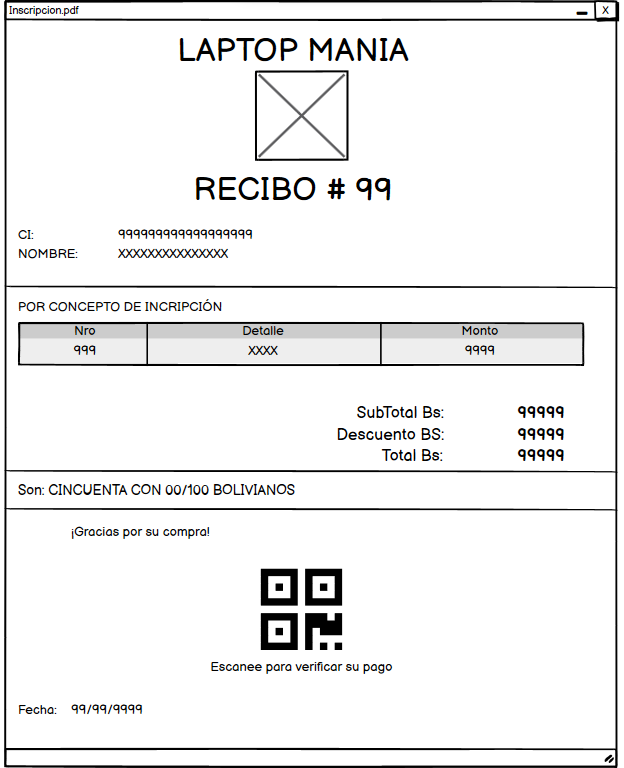 Inscripcion.pdf X
LAPTOP MANIA
RECIBO # 99
CI: 999999999999999999
NOMBRE: XXXXXXXXXXXXXXX
POR CONCEPTO DE INCRIPCIÓN
Nro Detalle Monto
999 XXXX 9999
SubTotal Bs: 99999
Descuento BS: 99999
Total Bs: 99999
Son: CINCUENTA CON 00/100 BOLIVIANOS
¡Gracias por su compra!
Escanee para verificar su pago
Fecha: 99/99/9999